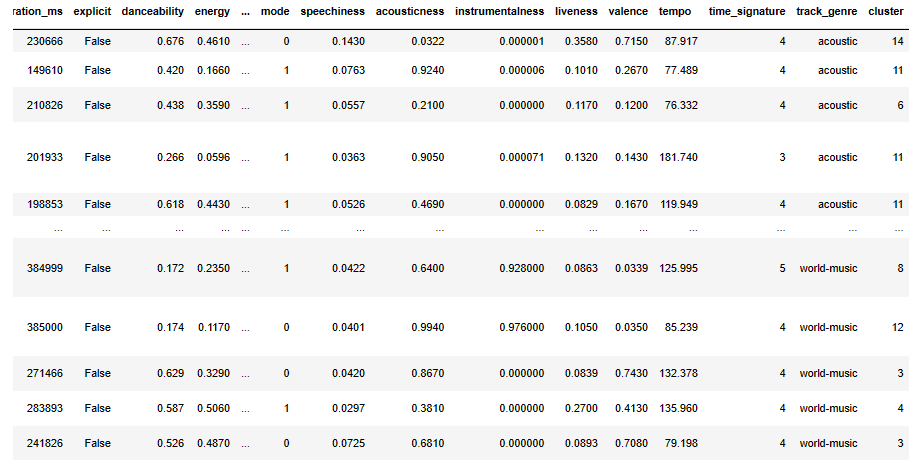 ration_ms explicit danceability energy ... mode speechiness acousticness instrumentalness liveness valence tempo time_signature track_genre cluster
230666 False 0.676 0.4610 ... 0 0.1430 0.0322 0.000001 0.3580 0.7150 87.917 4 acoustic 14
149610 False 0.420 0.1660 ... 1 0.0763 0.9240 0.000006 0.1010 0.2670 77.489 4 acoustic 11
210826 False 0.438 0.3590 ... 1 0.0557 0.2100 0.000000 0.1170 0.1200 76.332 4 acoustic 6
201933 False 0.266 0.0596 ... 1 0.0363 0.9050 0.000071 0.1320 0.1430 181.740 3 acoustic 11
198853 False 0.618 0.4430 ... 1 0.0526 0.4690 0.000000 0.0829 0.1670 119.949 4 acoustic 11
... ... ... ... ... ... ... ... ... ... ... ... ... ... ...
384999 False 0.172 0.2350 ... 1 0.0422 0.6400 0.928000 0.0863 0.0339 125.995 5 world-music 8
385000 False 0.174 0.1170 ... 0 0.0401 0.9940 0.976000 0.1050 0.0350 85.239 4 world-music 12
271466 False 0.629 0.3290 ... 0 0.0420 0.8670 0.000000 0.0839 0.7430 132.378 4 world-music 3
283893 False 0.587 0.5060 ... 1 0.0297 0.3810 0.000000 0.2700 0.4130 135.960 4 world-music 4
241826 False 0.526 0.4870 ... 0 0.0725 0.6810 0.000000 0.0893 0.7080 79.198 4 world-music 3